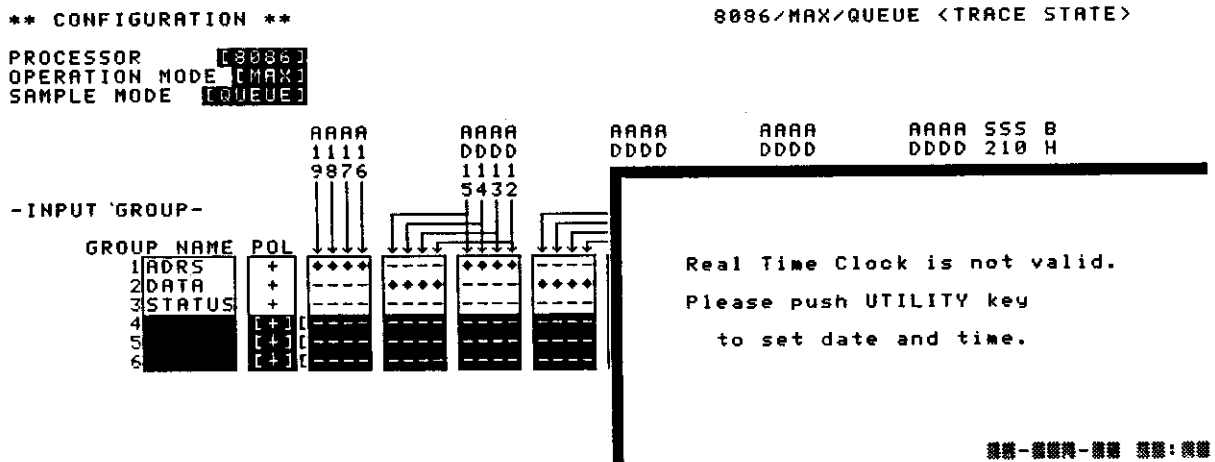 ** CONFIGURATION **
8086/MAX/QUEUE <TRACE STATE>
PROCESSOR [8086]
OPERATION MODE [MAX]
SAMPLE MODE [QUEUE]
AAAA AAAA AAAA AAAA AAAA SSS B
1111 DDDD DDDD DDDD DDDD 210 H
9876 1111
5432
-INPUT GROUP-
GROUP NAME POL
1 ADRS + ◆◆◆◆ ---- ◆◆◆◆ ----
2 DATA + ---- ◆◆◆◆ ---- ◆◆◆◆
3 STATUS + ---- ---- ---- ----
4 [+] [ ---- ---- ---- ----
5 [+] [ ---- ---- ---- ----
6 [+] [ ---- ---- ---- ----
Real Time Clock is not valid.
Please push UTILITY key
to set date and time.